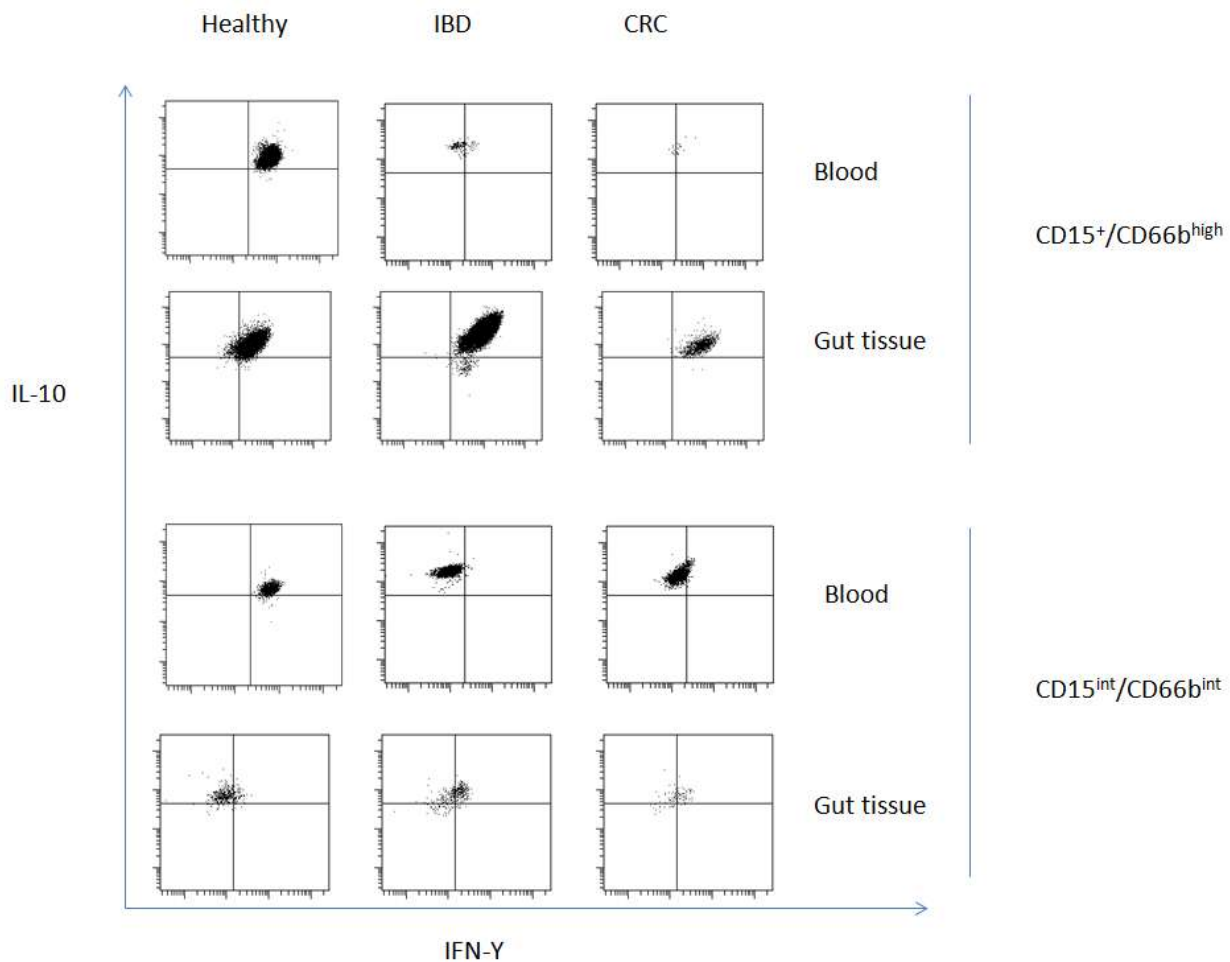 Healthy IBD CRC
Blood
CD15⁺/CD66bʰⁱᵍʰ
Gut tissue
IL-10
Blood
CD15ⁱⁿᵗ/CD66bⁱⁿᵗ
Gut tissue
IFN-Y